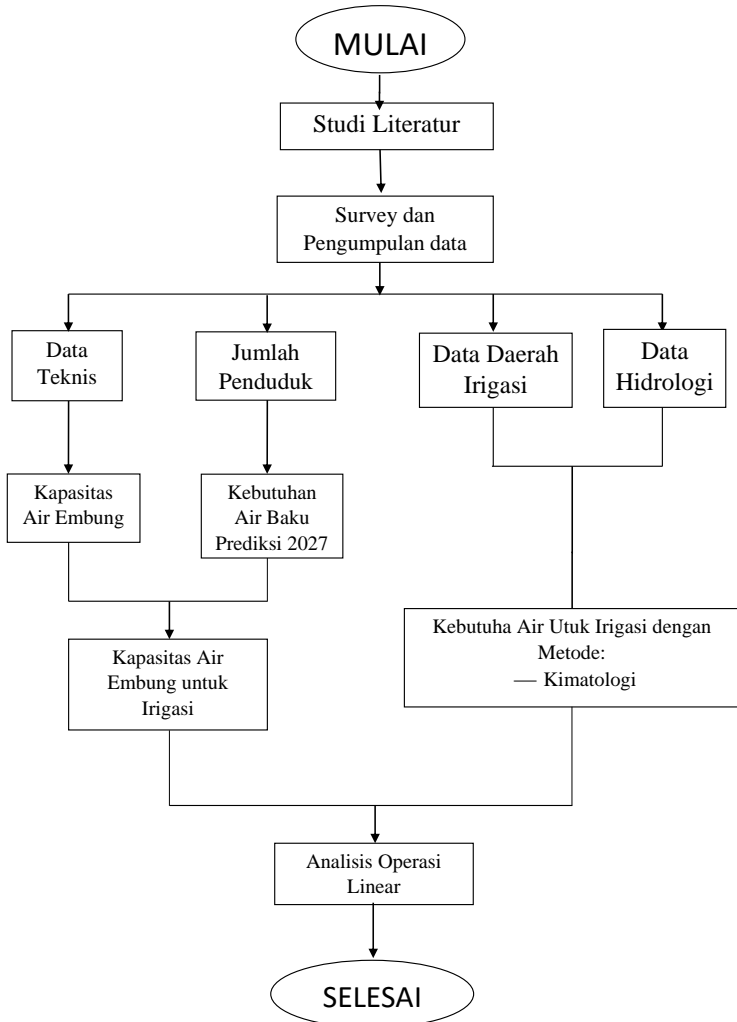 MULAI
Studi Literatur
Survey dan
Pengumpulan data
Data
Teknis
Jumlah
Penduduk
Data Daerah
Irigasi
Data
Hidrologi
Kapasitas
Air Embung
Kebutuhan
Air Baku
Prediksi 2027
Kapasitas Air
Embung untuk
Irigasi
Kebutuha Air Utuk Irigasi dengan
Metode:
— Kimatologi
Analisis Operasi
Linear
SELESAI